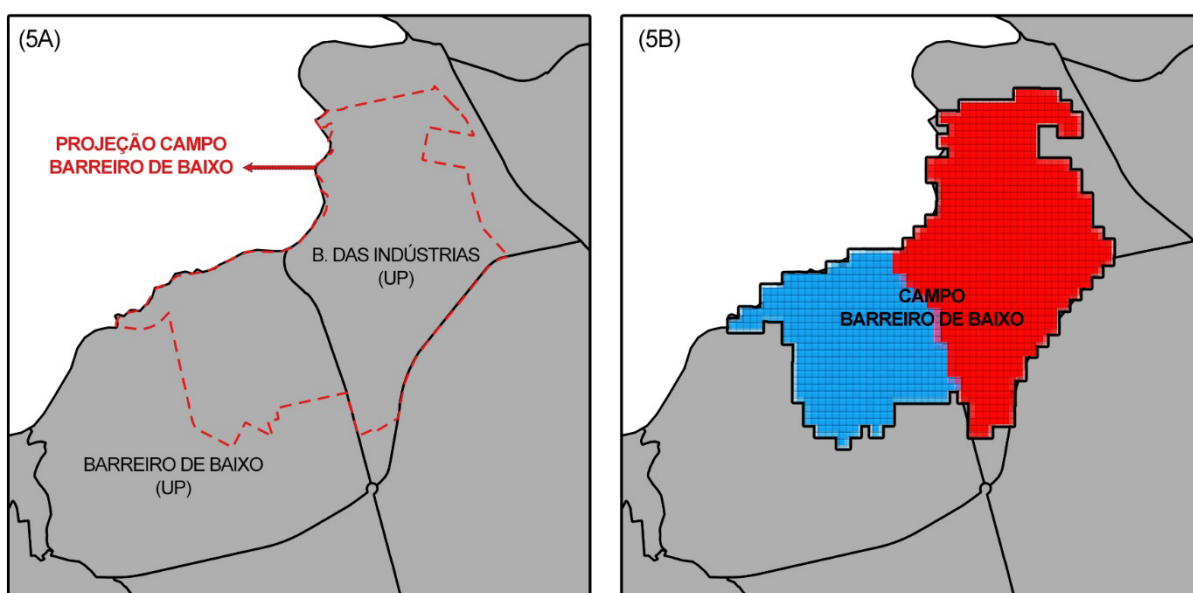 (5A)
PROJEÇÃO CAMPO
BARREIRO DE BAIXO
B. DAS INDÚSTRIAS
(UP)
BARREIRO DE BAIXO
(UP)
(5B)
CAMPO
BARREIRO DE BAIXO